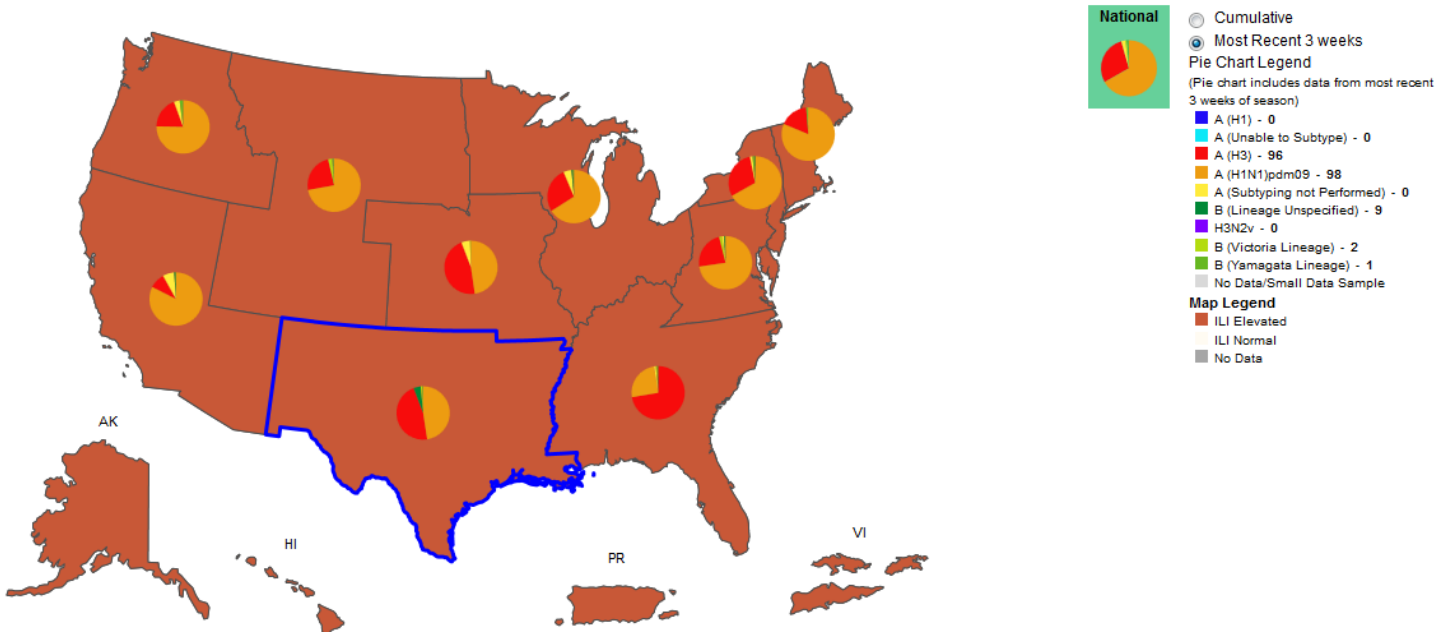 National
Cumulative
Most Recent 3 weeks
Pie Chart Legend
(Pie chart includes data from most recent
3 weeks of season)
A (H1) - 0
A (Unable to Subtype) - 0
A (H3) - 96
A (H1N1)pdm09 - 98
A (Subtyping not Performed) - 0
B (Lineage Unspecified) - 9
H3N2v - 0
B (Victoria Lineage) - 2
B (Yamagata Lineage) - 1
No Data/Small Data Sample
Map Legend
ILI Elevated
ILI Normal
No Data
AK
HI
PR
VI